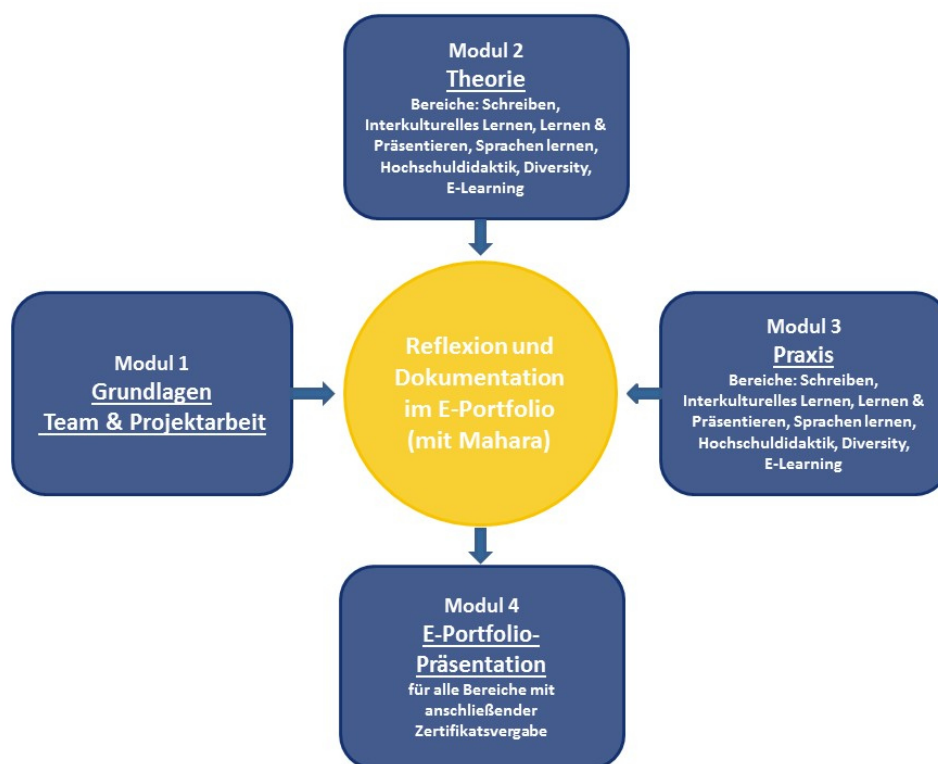 Modul 2
Theorie
Bereiche: Schreiben,
Interkulturelles Lernen, Lernen &
Präsentieren, Sprachen lernen,
Hochschuldidaktik, Diversity,
E-Learning
Modul 1
Grundlagen
Team & Projektarbeit
Reflexion und
Dokumentation
im E-Portfolio
(mit Mahara)
Modul 3
Praxis
Bereiche: Schreiben,
Interkulturelles Lernen, Lernen &
Präsentieren, Sprachen lernen,
Hochschuldidaktik, Diversity,
E-Learning
Modul 4
E-Portfolio-
Präsentation
für alle Bereiche mit
anschließender
Zertifikatsvergabe